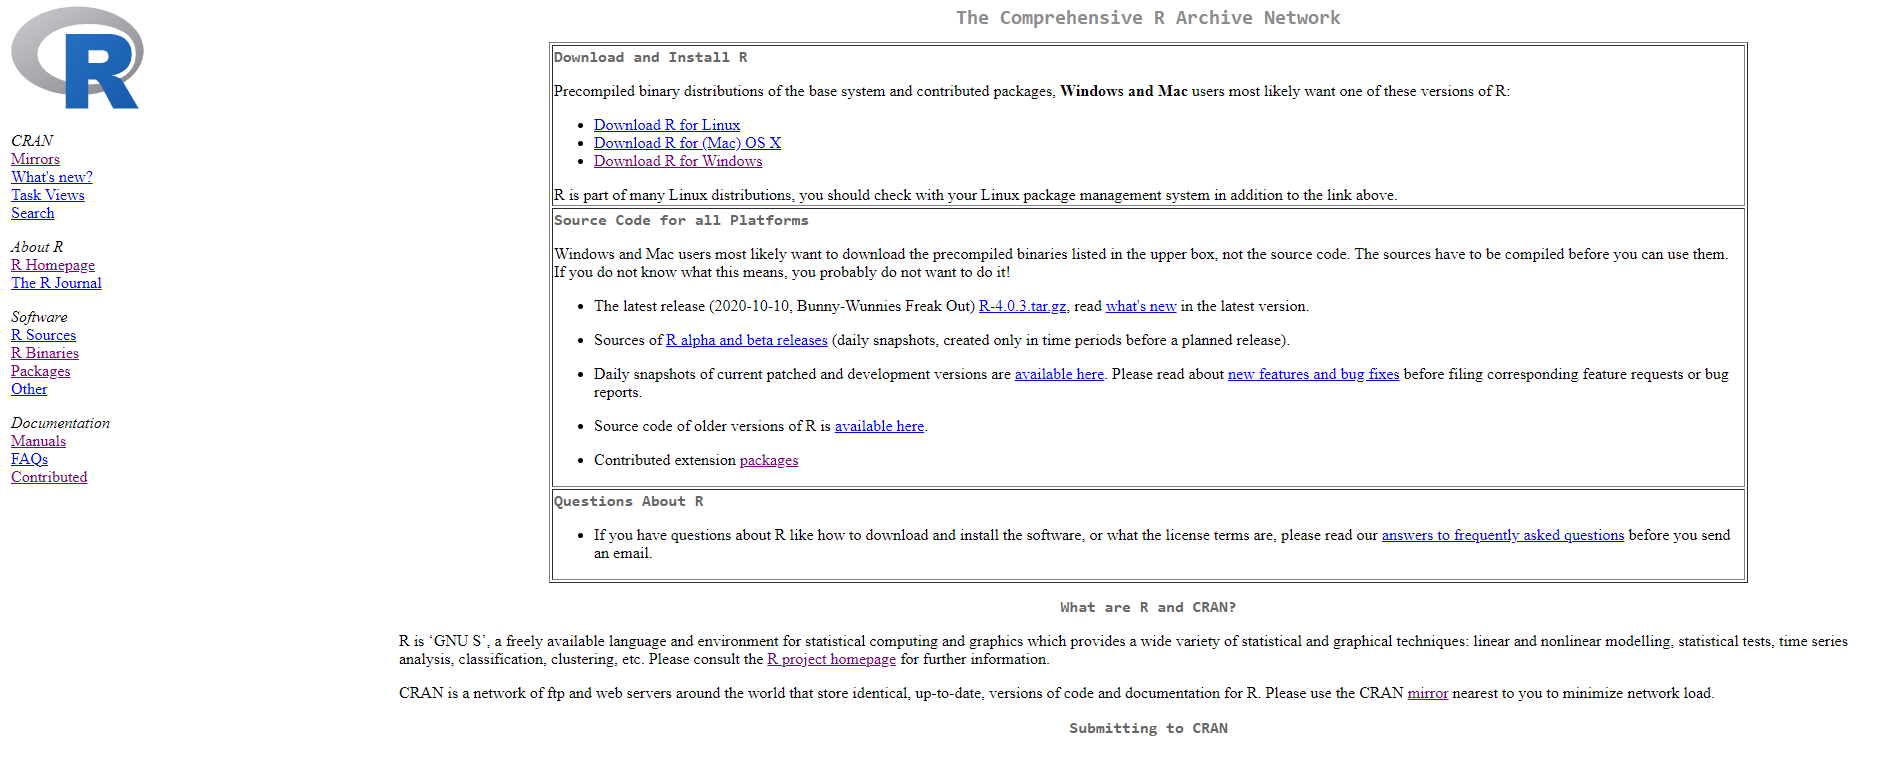 R
CRAN
Mirrors
What's new?
Task Views
Search
About R
R Homepage
The R Journal
Software
R Sources
R Binaries
Packages
Other
Documentation
Manuals
FAQs
Contributed
The Comprehensive R Archive Network
Download and Install R
Precompiled binary distributions of the base system and contributed packages, Windows and Mac users most likely want one of these versions of R:
• Download R for Linux
• Download R for (Mac) OS X
• Download R for Windows
R is part of many Linux distributions, you should check with your Linux package management system in addition to the link above.
Source Code for all Platforms
Windows and Mac users most likely want to download the precompiled binaries listed in the upper box, not the source code. The sources have to be compiled before you can use them.
If you do not know what this means, you probably do not want to do it!
• The latest release (2020-10-10, Bunny-Wunnies Freak Out) R-4.0.3.tar.gz, read what's new in the latest version.
• Sources of R alpha and beta releases (daily snapshots, created only in time periods before a planned release).
• Daily snapshots of current patched and development versions are available here. Please read about new features and bug fixes before filing corresponding feature requests or bug
reports.
• Source code of older versions of R is available here.
• Contributed extension packages
Questions About R
• If you have questions about R like how to download and install the software, or what the license terms are, please read our answers to frequently asked questions before you send
an email.
What are R and CRAN?
R is ‘GNU S’, a freely available language and environment for statistical computing and graphics which provides a wide variety of statistical and graphical techniques: linear and nonlinear modelling, statistical tests, time series
analysis, classification, clustering, etc. Please consult the R project homepage for further information.
CRAN is a network of ftp and web servers around the world that store identical, up-to-date, versions of code and documentation for R. Please use the CRAN mirror nearest to you to minimize network load.
Submitting to CRAN